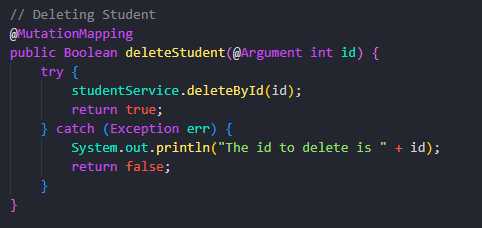 // Deleting Student
@MutationMapping
public Boolean deleteStudent(@Argument int id) {
    try {
        studentService.deleteById(id);
        return true;
    } catch (Exception err) {
        System.out.println("The id to delete is " + id);
        return false;
    }
}